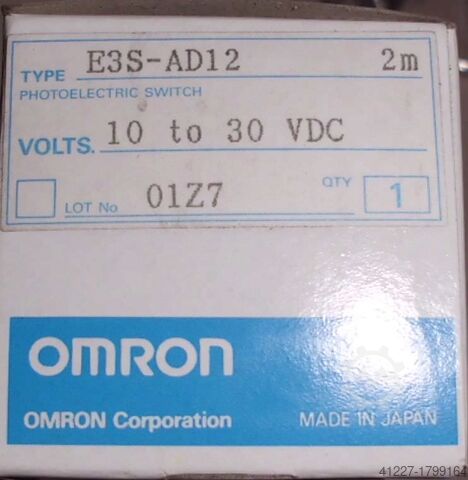 TYPE E3S-AD12 2m
PHOTOELECTRIC SWITCH
VOLTS. 10 to 30 VDC
LOT No 01Z7 QTY 1
OMRON
OMRON Corporation MADE IN JAPAN
41227-1799164